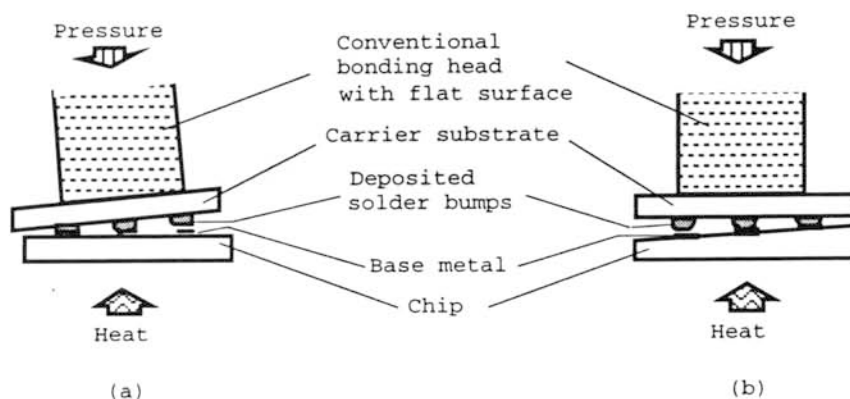 Pressure
Pressure
Conventional
bonding head
with flat surface
Carrier substrate
Deposited
solder bumps
Base metal
Chip
Heat
Heat
(a)
(b)